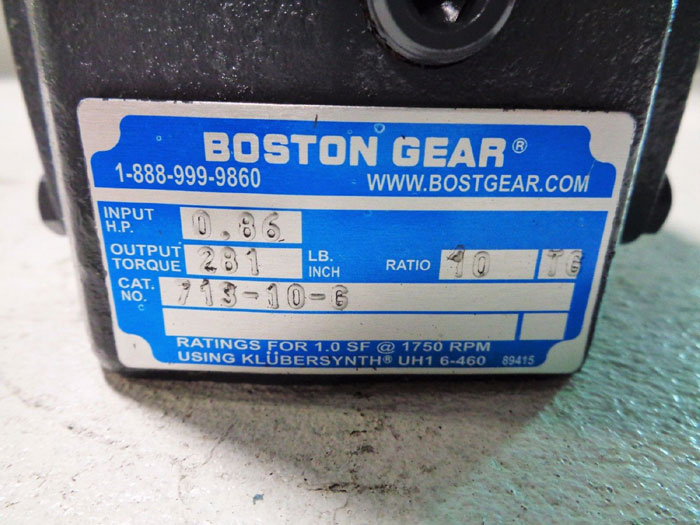 BOSTON GEAR®
1-888-999-9860 WWW.BOSTGEAR.COM
INPUT H.P. 0.86
OUTPUT TORQUE 281 LB. INCH RATIO 10 TG
CAT. NO. 713-10-G
RATINGS FOR 1.0 SF @ 1750 RPM
USING KLÜBERSYNTH® UH1 6-460 89415